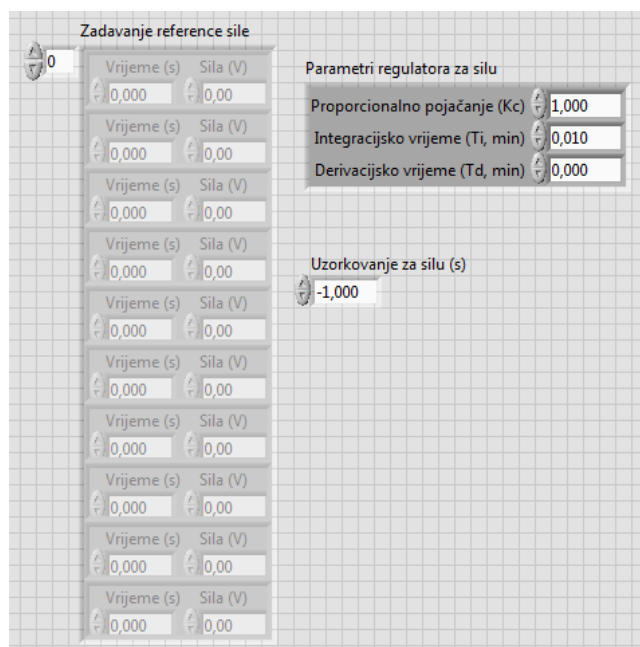 Zadavanje reference sile
0
Vrijeme (s) Sila (V)
0,000 0,00
Vrijeme (s) Sila (V)
0,000 0,00
Vrijeme (s) Sila (V)
0,000 0,00
Vrijeme (s) Sila (V)
0,000 0,00
Vrijeme (s) Sila (V)
0,000 0,00
Vrijeme (s) Sila (V)
0,000 0,00
Vrijeme (s) Sila (V)
0,000 0,00
Vrijeme (s) Sila (V)
0,000 0,00
Vrijeme (s) Sila (V)
0,000 0,00
Vrijeme (s) Sila (V)
0,000 0,00
Parametri regulatora za silu
Proporcionalno pojačanje (Kc) 1,000
Integracijsko vrijeme (Ti, min) 0,010
Derivacijsko vrijeme (Td, min) 0,000
Uzorkovanje za silu (s)
-1,000